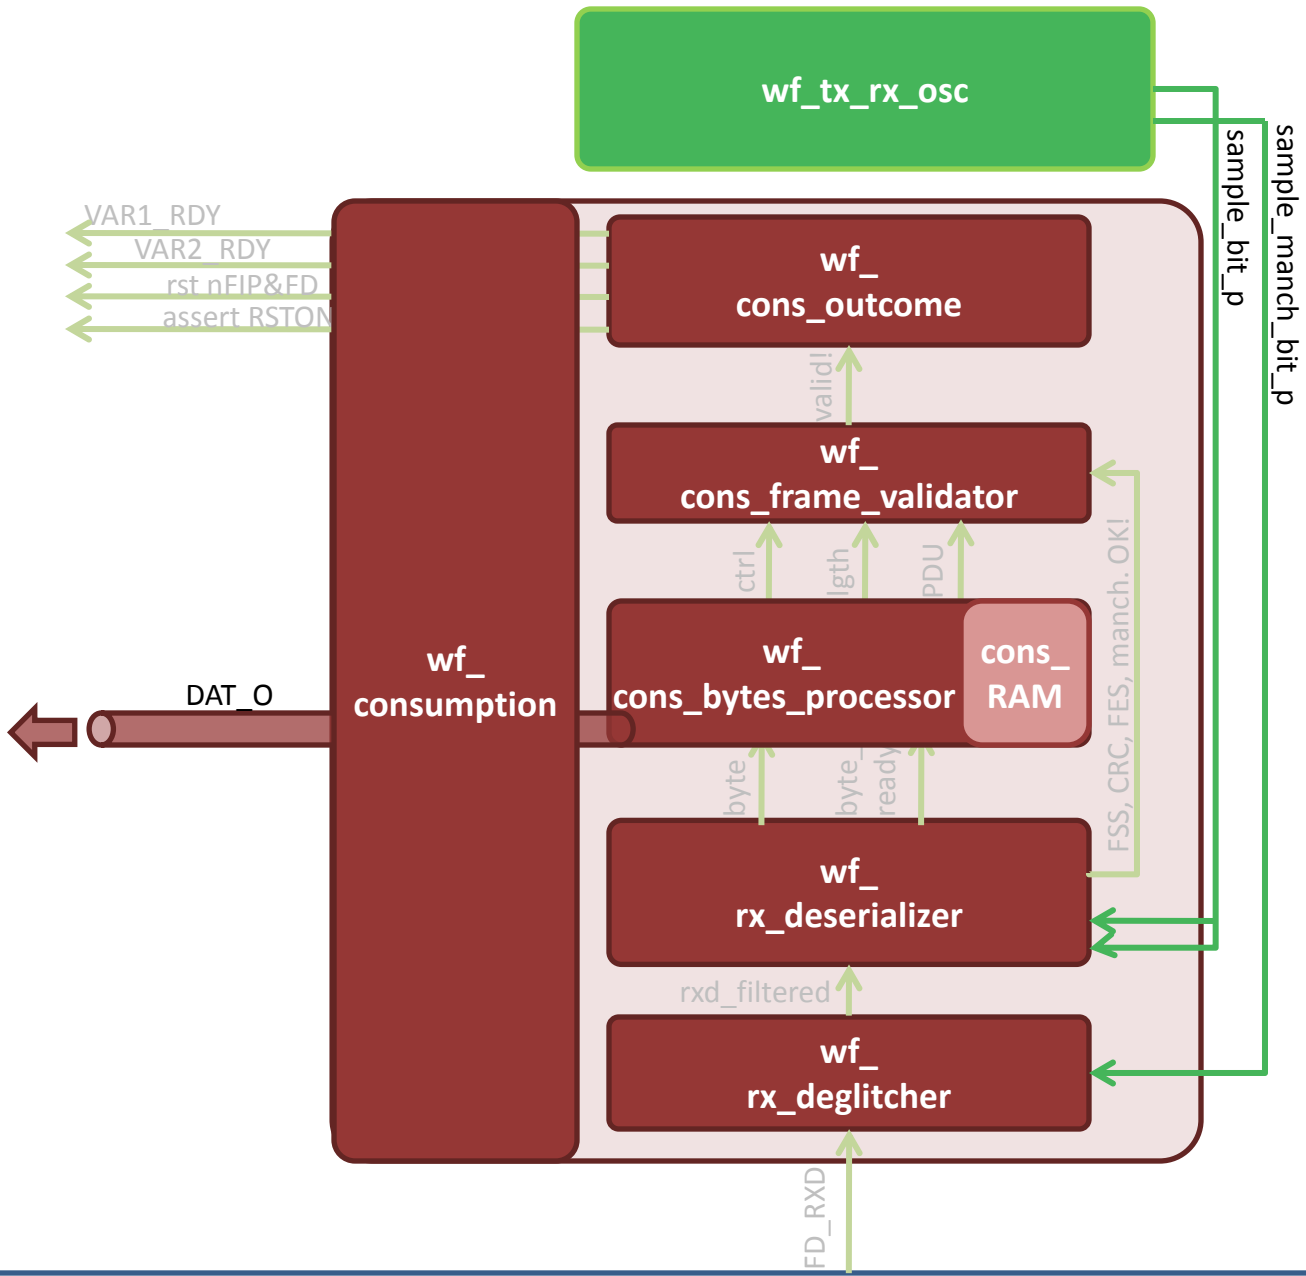 wf_tx_rx_osc
sample_bit_p
sample_manch_bit_p
VAR1_RDY
VAR2_RDY
rst nFIP&FD
assert RSTON
wf_
cons_outcome
valid!
wf_
cons_frame_validator
ctrl
lgth
PDU
FSS, CRC, FES, manch. OK!
wf_
consumption
DAT_O
wf_
cons_bytes_processor
cons_
RAM
byte
byte_
ready
wf_
rx_deserializer
rxd_filtered
wf_
rx_deglitcher
FD_RXD